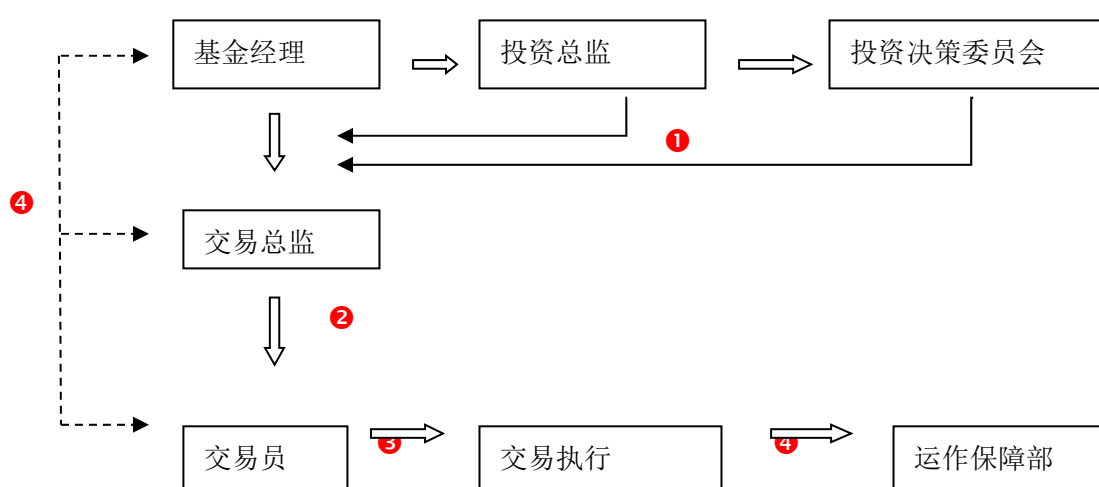 基金经理
投资总监
投资决策委员会
❶
❹
交易总监
❷
交易员
❸
交易执行
❹
运作保障部